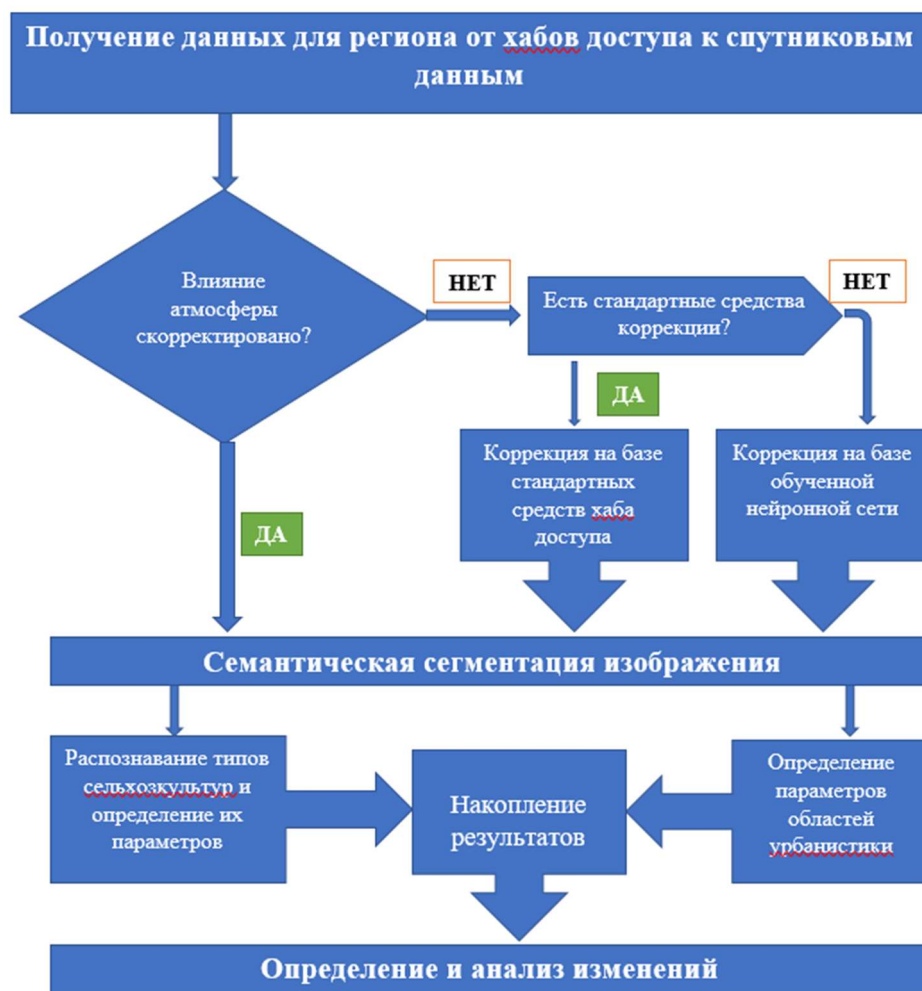 Получение данных для региона от хабов доступа к спутниковым
данным
Влияние
атмосферы
скорректировано?
НЕТ
Есть стандартные средства
коррекции?
НЕТ
ДА
Коррекция на базе
стандартных
средств хаба
доступа
Коррекция на базе
обученной
нейронной сети
ДА
Семантическая сегментация изображения
Распознавание типов
сельхозкультур и
определение их
параметров
Накопление
результатов
Определение
параметров
областей
урбанистики
Определение и анализ изменений